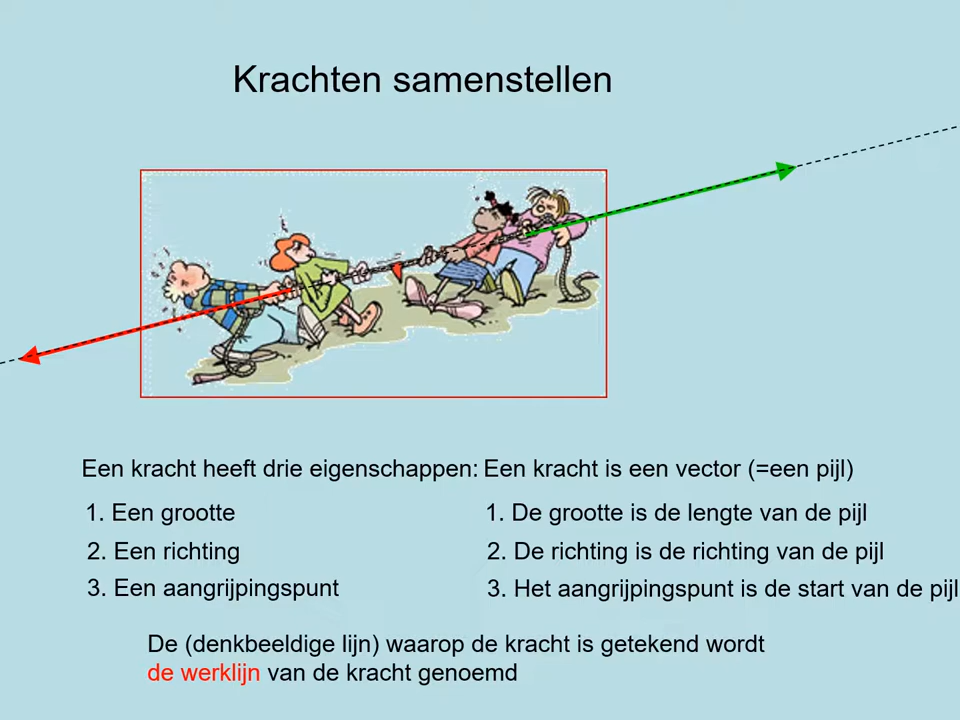 Krachten samenstellen
Een kracht heeft drie eigenschappen: Een kracht is een vector (=een pijl)
1. Een grootte
1. De grootte is de lengte van de pijl
2. Een richting
2. De richting is de richting van de pijl
3. Een aangrijpingspunt
3. Het aangrijpingspunt is de start van de pijl
De (denkbeeldige lijn) waarop de kracht is getekend wordt
de werklijn van de kracht genoemd